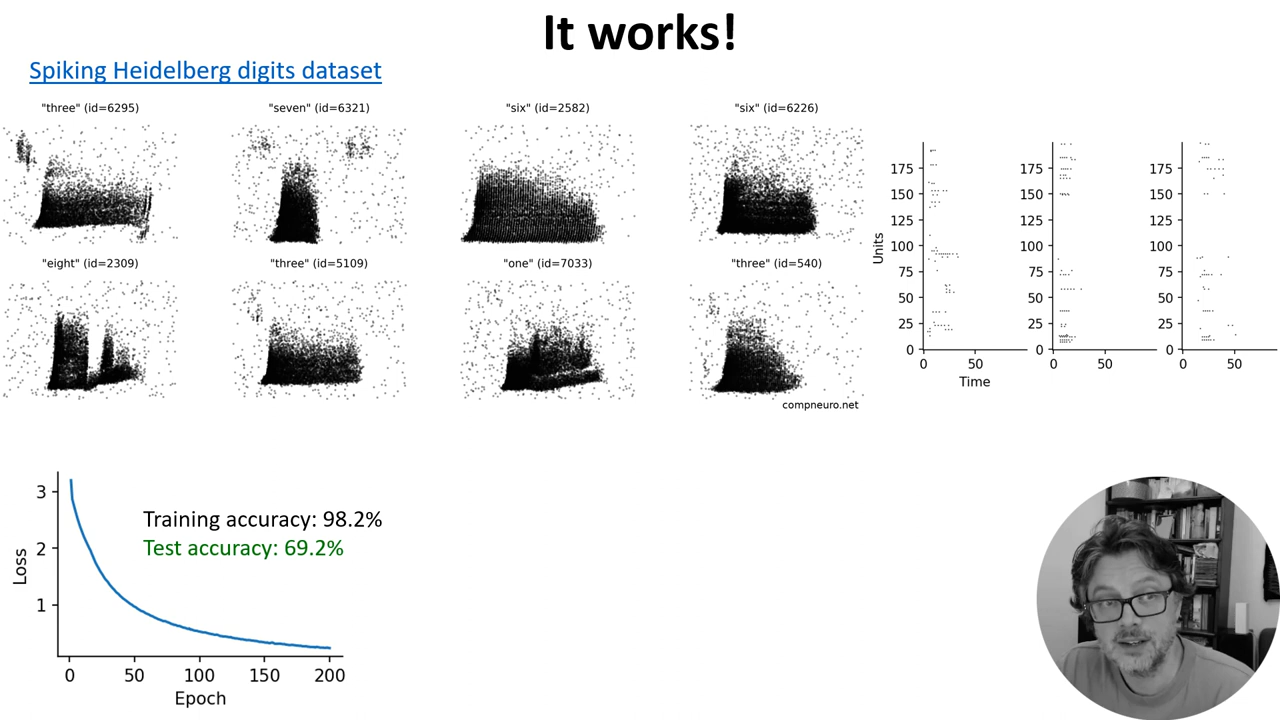 It works!
Spiking Heidelberg digits dataset
"three" (id=6295)
"seven" (id=6321)
"six" (id=2582)
"six" (id=6226)
"eight" (id=2309)
"three" (id=5109)
"one" (id=7033)
"three" (id=540)
compneuro.net
Units
175
150
125
100
75
50
25
0
0
50
Time
175
150
125
100
75
50
25
0
0
50
175
150
125
100
75
50
25
0
0
50
Loss
3
2
1
Training accuracy: 98.2%
Test accuracy: 69.2%
0
50
100
150
200
Epoch